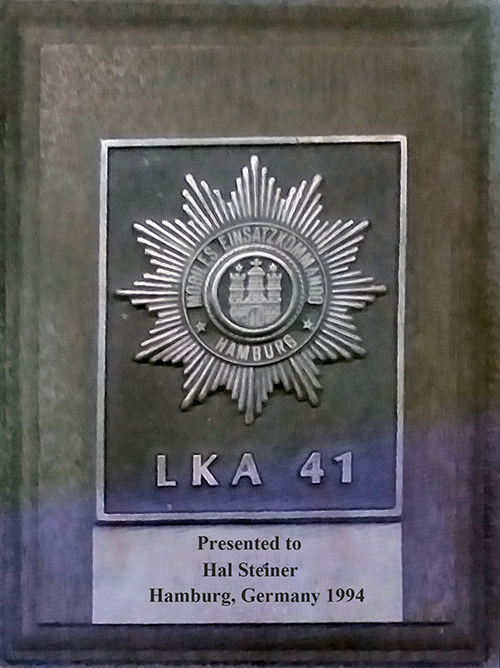 MOBILES EINSATZKOMMANDO
HAMBURG
LKA 41
Presented to
Hal Steiner
Hamburg, Germany 1994